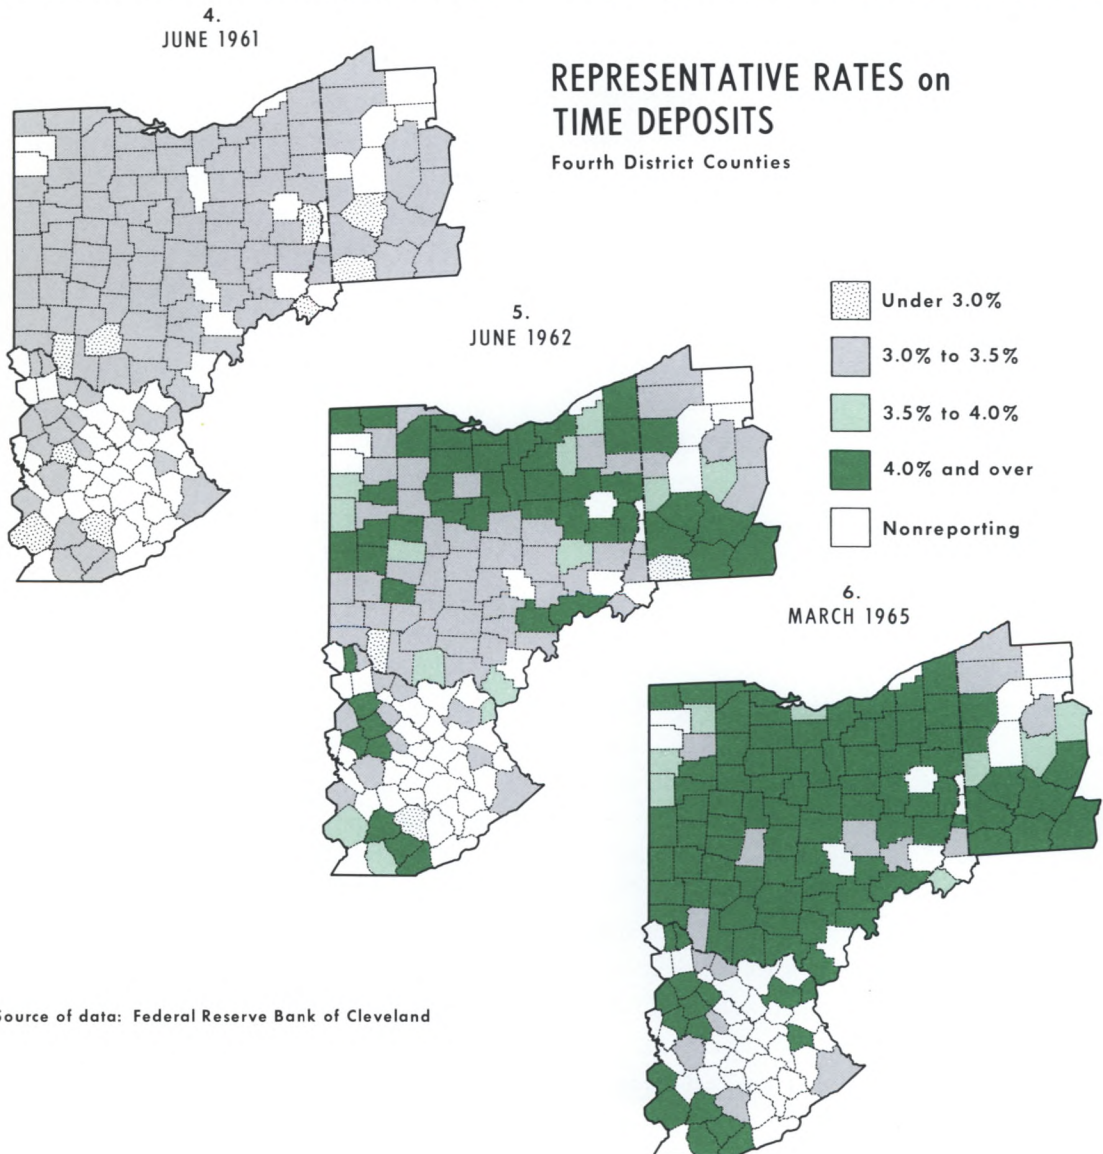 4.
JUNE 1961
REPRESENTATIVE RATES on
TIME DEPOSITS
Fourth District Counties
Under 3.0%
3.0% to 3.5%
3.5% to 4.0%
4.0% and over
Nonreporting
5.
JUNE 1962
6.
MARCH 1965
Source of data: Federal Reserve Bank of Cleveland